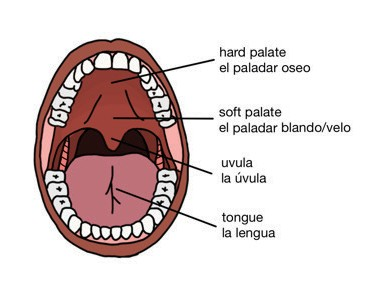 hard palate
el paladar oseo
soft palate
el paladar blando/velo
uvula
la úvula
tongue
la lengua